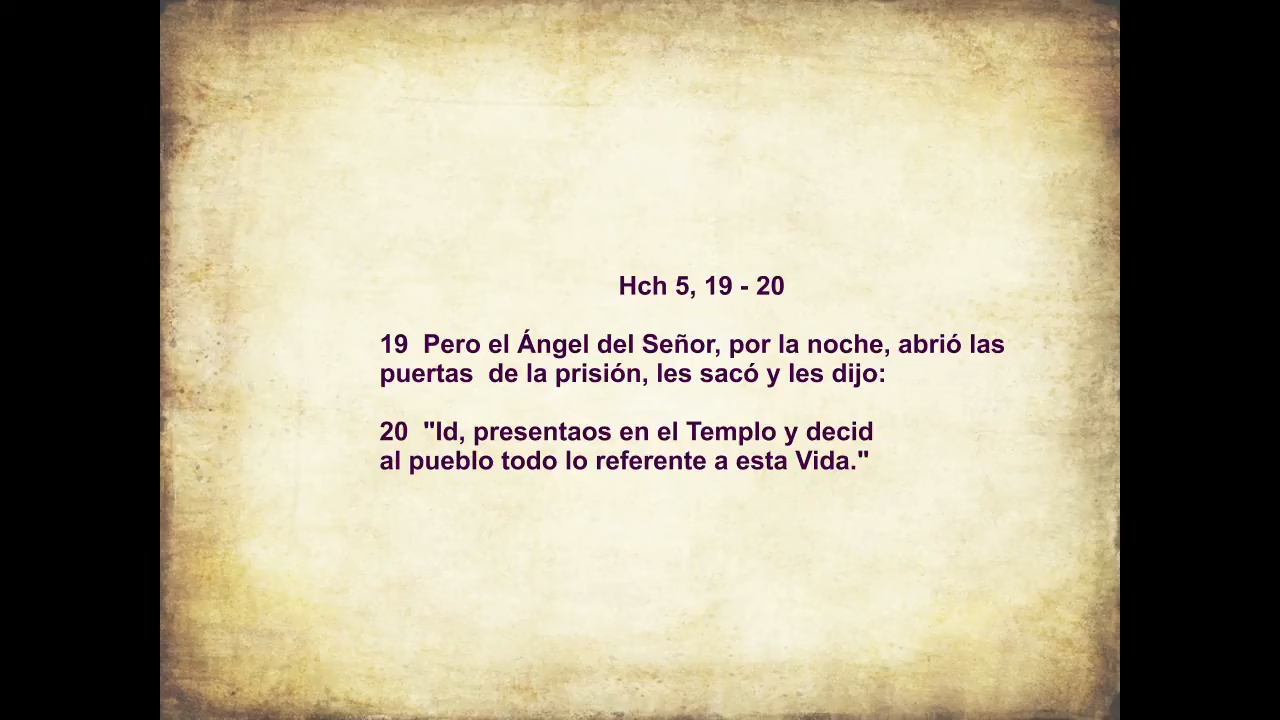 Hch 5, 19 - 20
19  Pero el Ángel del Señor, por la noche, abrió las
puertas  de la prisión, les sacó y les dijo:
20  "Id, presentaos en el Templo y decid
al pueblo todo lo referente a esta Vida."